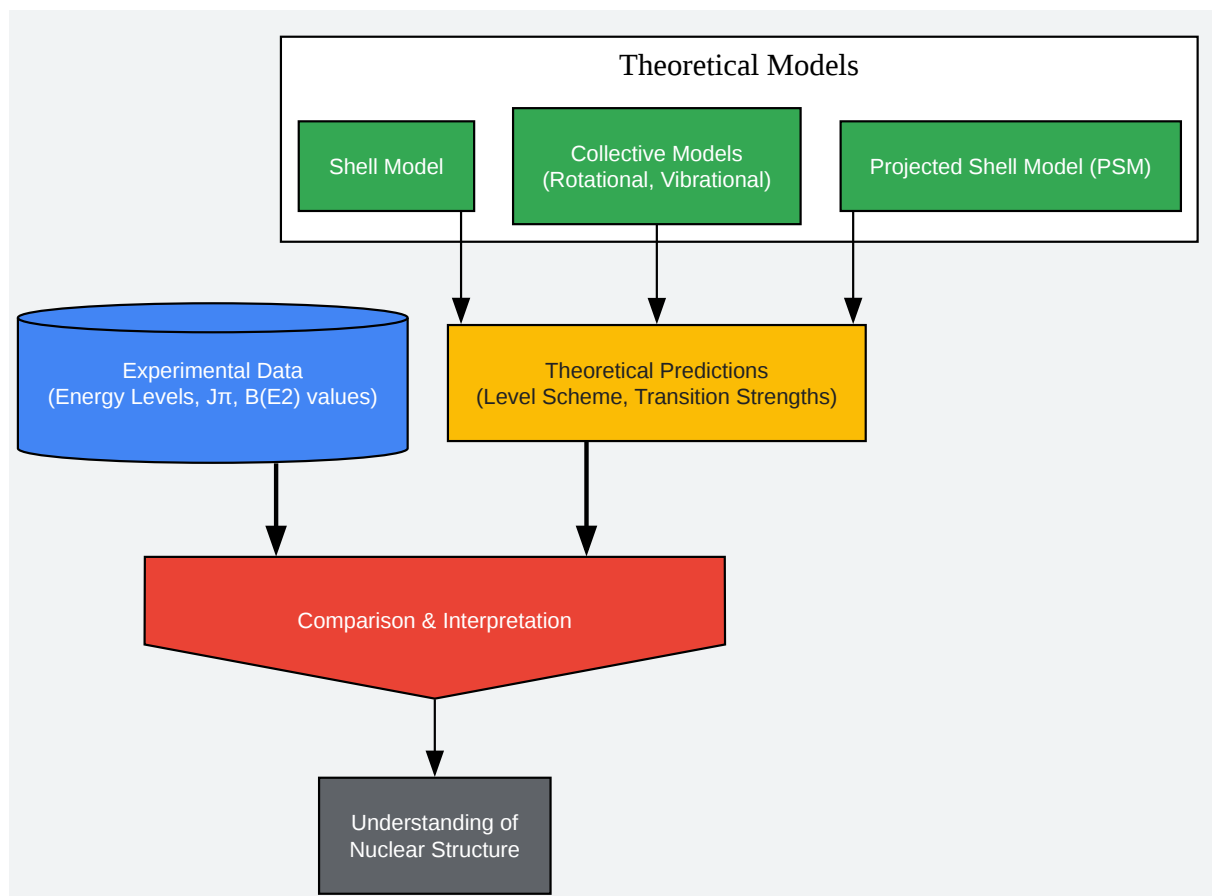 Theoretical Models
Shell Model
Collective Models
(Rotational, Vibrational)
Projected Shell Model (PSM)
Experimental Data
(Energy Levels, Jπ, B(E2) values)
Theoretical Predictions
(Level Scheme, Transition Strengths)
Comparison & Interpretation
Understanding of
Nuclear Structure